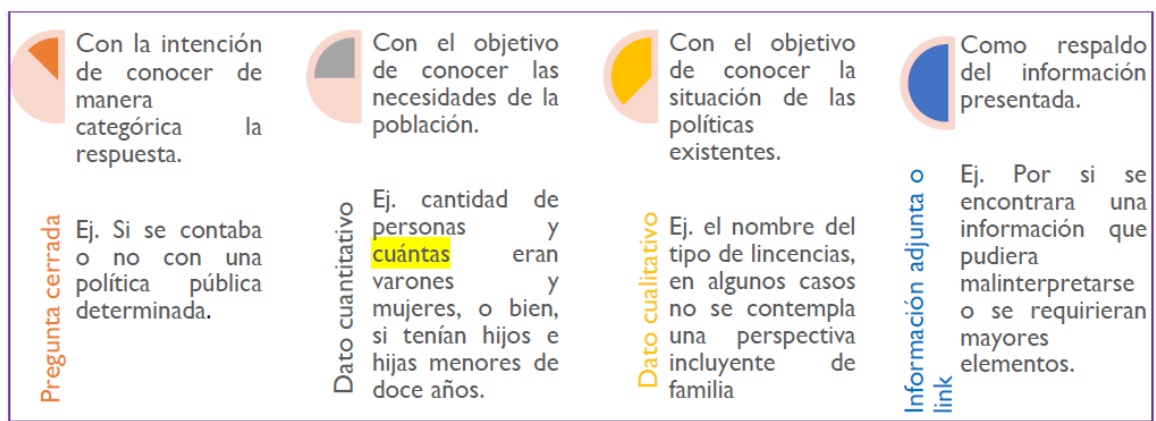 Con la intención
de conocer de
manera
categórica la
respuesta.
Pregunta cerrada
Ej. Si se contaba
o no con una
política pública
determinada.
Con el objetivo
de conocer las
necesidades de la
población.
Dato cuantitativo
Ej. cantidad de
personas y
cuántas eran
varones y
mujeres, o bien,
si tenían hijos e
hijas menores de
doce años.
Con el objetivo
de conocer la
situación de las
políticas
existentes.
Dato cualitativo
Ej. el nombre del
tipo de lincencias,
en algunos casos
no se contempla
una perspectiva
incluyente de
familia
Como respaldo
del información
presentada.
Información adjunta o
link
Ej. Por si se
encontrara una
información que
pudiera
malinterpretarse
o se requirieran
mayores
elementos.